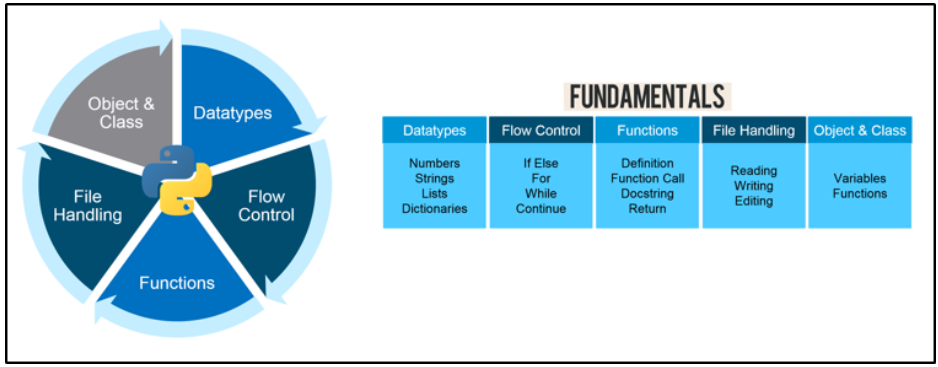 Object &
Class
Datatypes
File
Handling
Flow
Control
Functions
FUNDAMENTALS
Datatypes
Flow Control
Functions
File Handling
Object & Class
Numbers
Strings
Lists
Dictionaries
If Else
For
While
Continue
Definition
Function Call
Docstring
Return
Reading
Writing
Editing
Variables
Functions